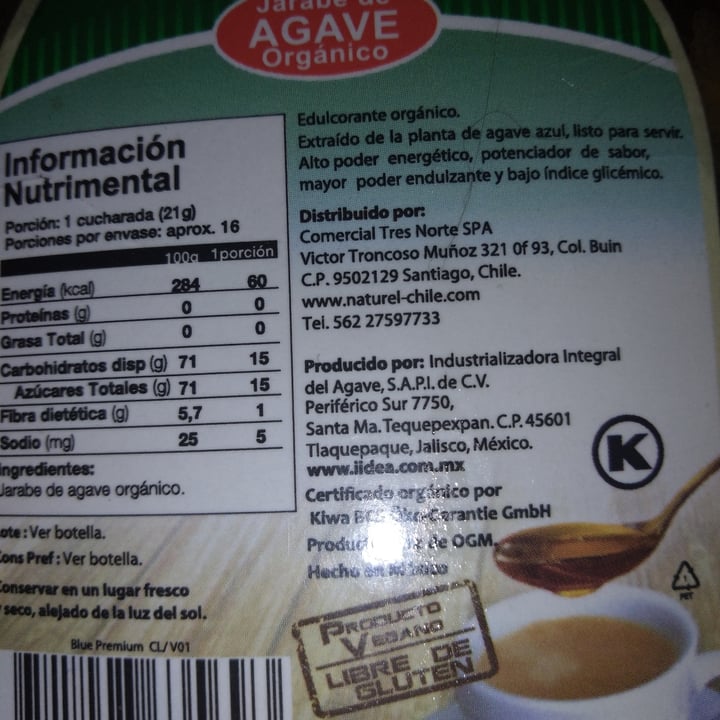 Jarabe de
AGAVE
Orgánico
Información
Nutrimental
Porción: 1 cucharada (21g)
Porciones por envase: aprox. 16
100g 1porción
Energía (kcal) 284 60
Proteínas (g) 0 0
Grasa Total (g) 0 0
Carbohidratos disp (g) 71 15
Azúcares Totales (g) 71 15
Fibra dietética (g) 5,7 1
Sodio (mg) 25 5
Ingredientes:
Jarabe de agave orgánico.
Lote: Ver botella.
Cons Pref: Ver botella.
Conservar en un lugar fresco
y seco, alejado de la luz del sol.
Blue Premium CL/V01
Edulcorante orgánico.
Extraído de la planta de agave azul, listo para servir.
Alto poder energético, potenciador de sabor,
mayor poder endulzante y bajo índice glicémico.
Distribuido por:
Comercial Tres Norte SPA
Victor Troncoso Muñoz 321 0f 93, Col. Buin
C.P. 9502129 Santiago, Chile.
www.naturel-chile.com
Tel. 562 27597733
Producido por: Industrializadora Integral
del Agave, S.A.P.I. de C.V.
Periférico Sur 7750,
Santa Ma. Tequepexpan. C.P. 45601
Tlaquepaque, Jalisco, México.
www.iidea.com.mx
Certificado orgánico por
Kiwa Garantie GmbH
de OGM.
Hecho en México
K
PET
PRODUCTO
VEGANO
LIBRE DE
GLUTEN